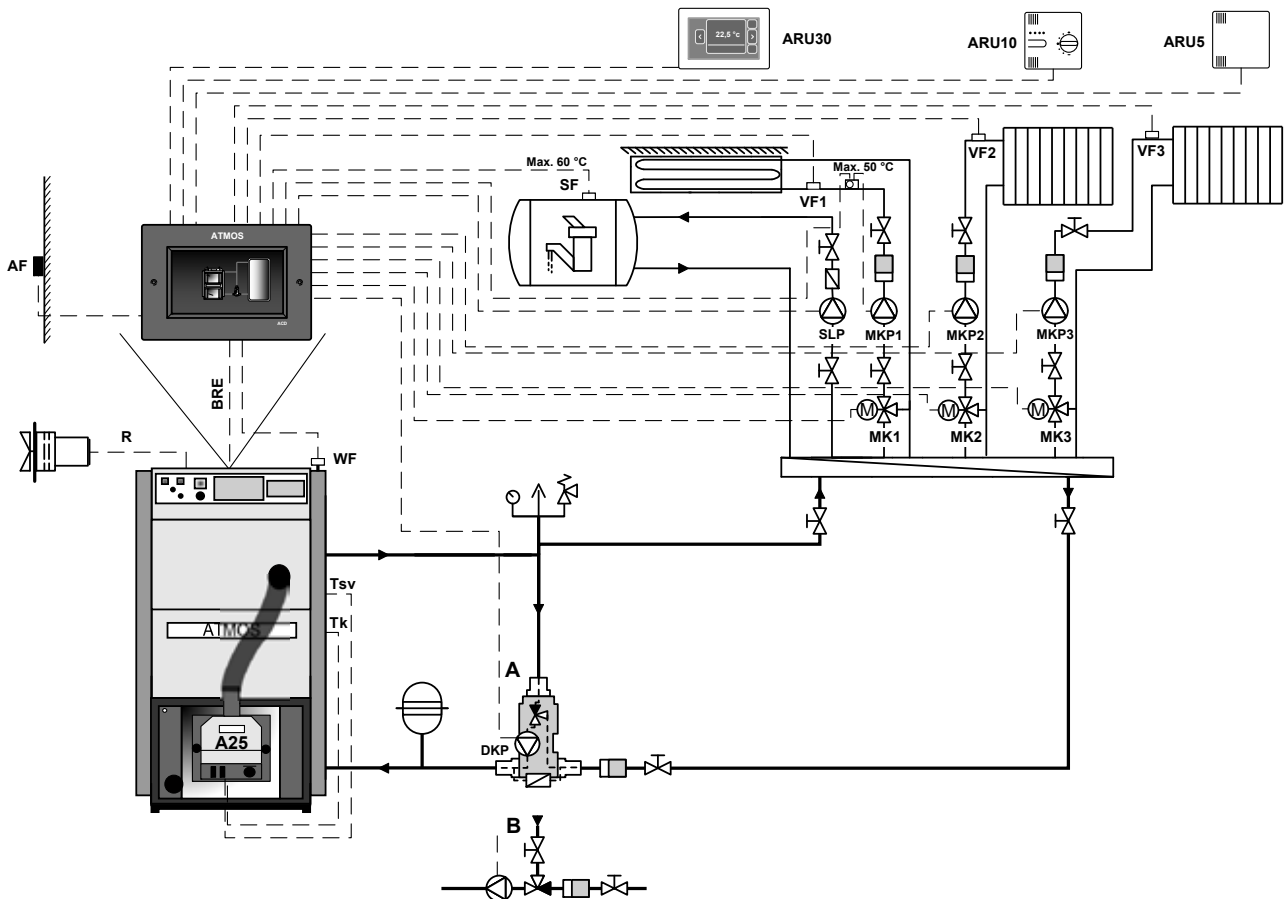 22,5 °c
ARU30
ARU10
ARU5
Max. 60 °C
Max. 50 °C
SF
VF1
VF2
VF3
ATMOS
ACD
AF
BRE
SLP
MKP1
MKP2
MKP3
M
M
M
MK1
MK2
MK3
R
WF
Tsv
Tk
ATMOS
A25
A
DKP
B